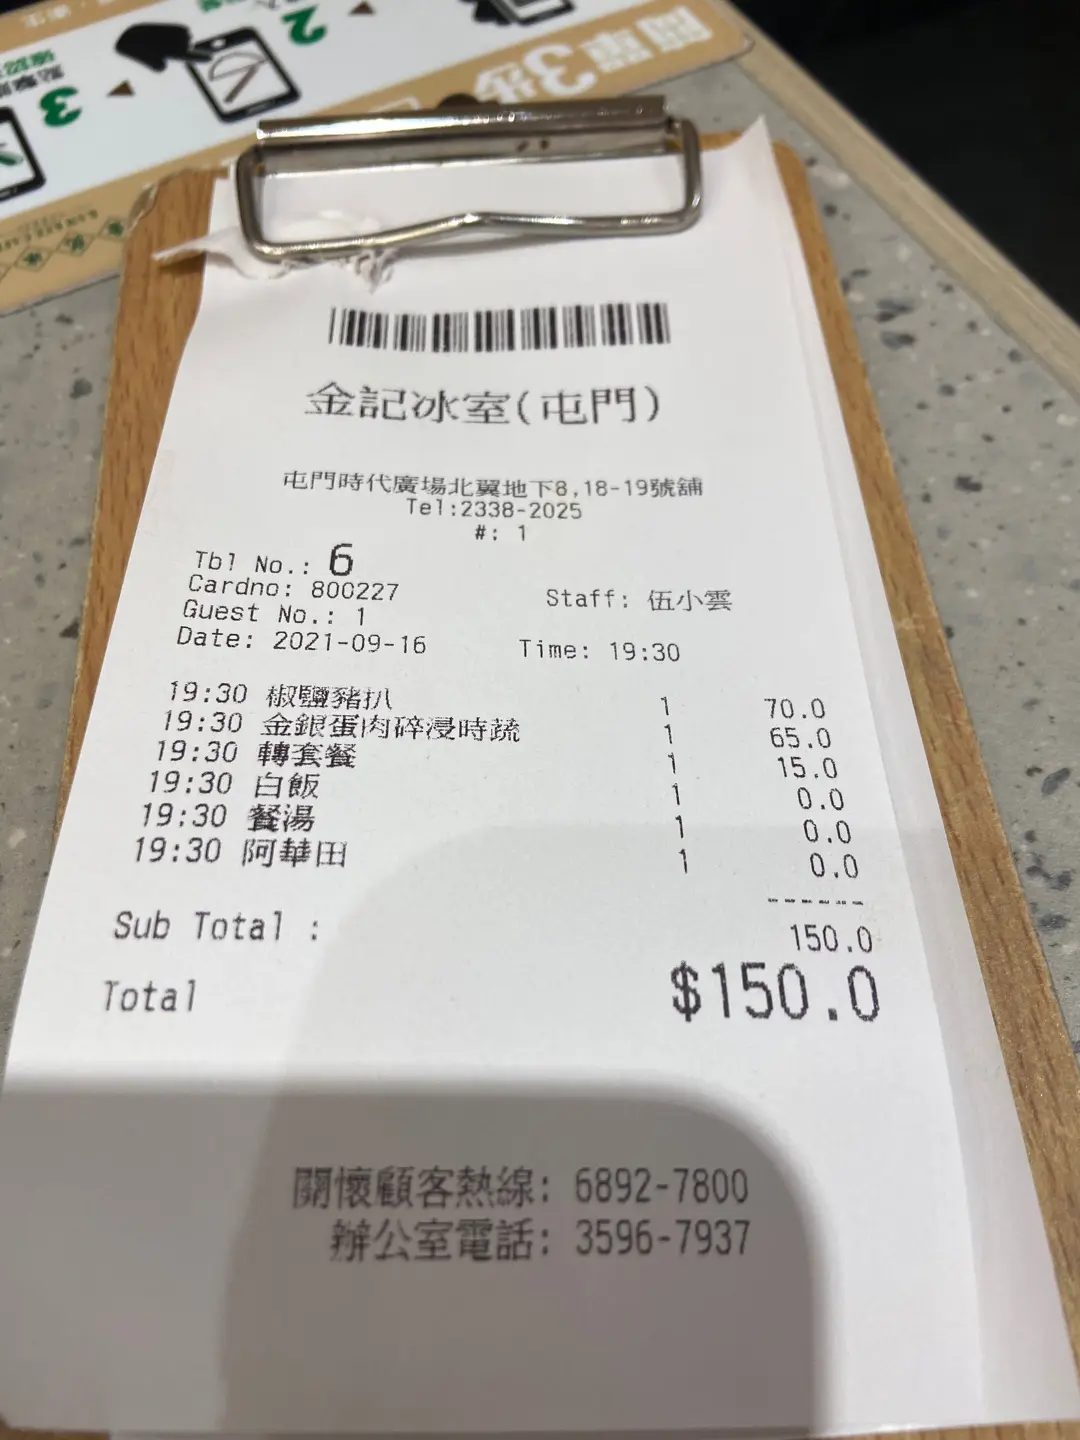 簡單3步
2
3
金記冰室(屯門)
屯門時代廣場北翼地下8,18-19號舖
Tel:2338-2025
#: 1
Tbl No.: 6
Cardno: 800227
Guest No.: 1 Staff: 伍小雲
Date: 2021-09-16 Time: 19:30
19:30 椒鹽豬扒 1 70.0
19:30 金銀蛋肉碎浸時蔬 1 65.0
19:30 轉套餐 1 15.0
19:30 白飯 1 0.0
19:30 餐湯 1 0.0
19:30 阿華田 1 0.0
Sub Total : 150.0
Total $150.0
關懷顧客熱線: 6892-7800
辦公室電話: 3596-7937